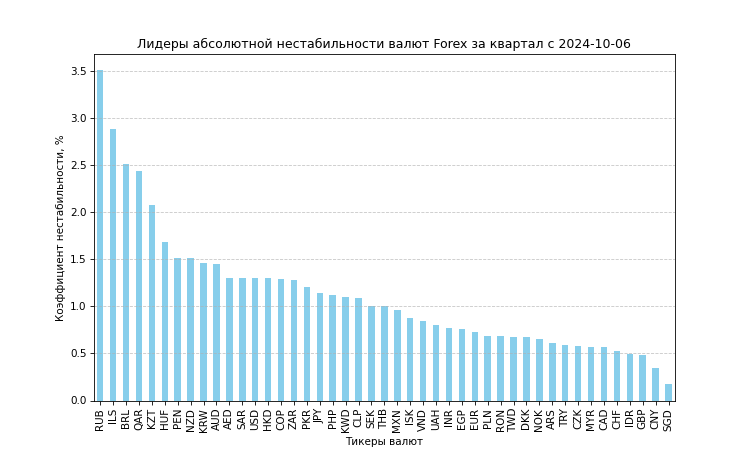 Лидеры абсолютной нестабильности валют Forex за квартал с 2024-10-06
Коэффициент нестабильности, %
3.5
3.0
2.5
2.0
1.5
1.0
0.5
0.0
RUB ILS BRL QAR KZT HUF PEN NZD KRW AUD AED SAR USD HKD COP ZAR PKR JPY PHP KWD CLP SEK THB MXN ISK VND UAH INR EGP EUR PLN RON TWD DKK NOK ARS TRY CZK MYR CAD CHF IDR GBP CNY SGD
Тикеры валют